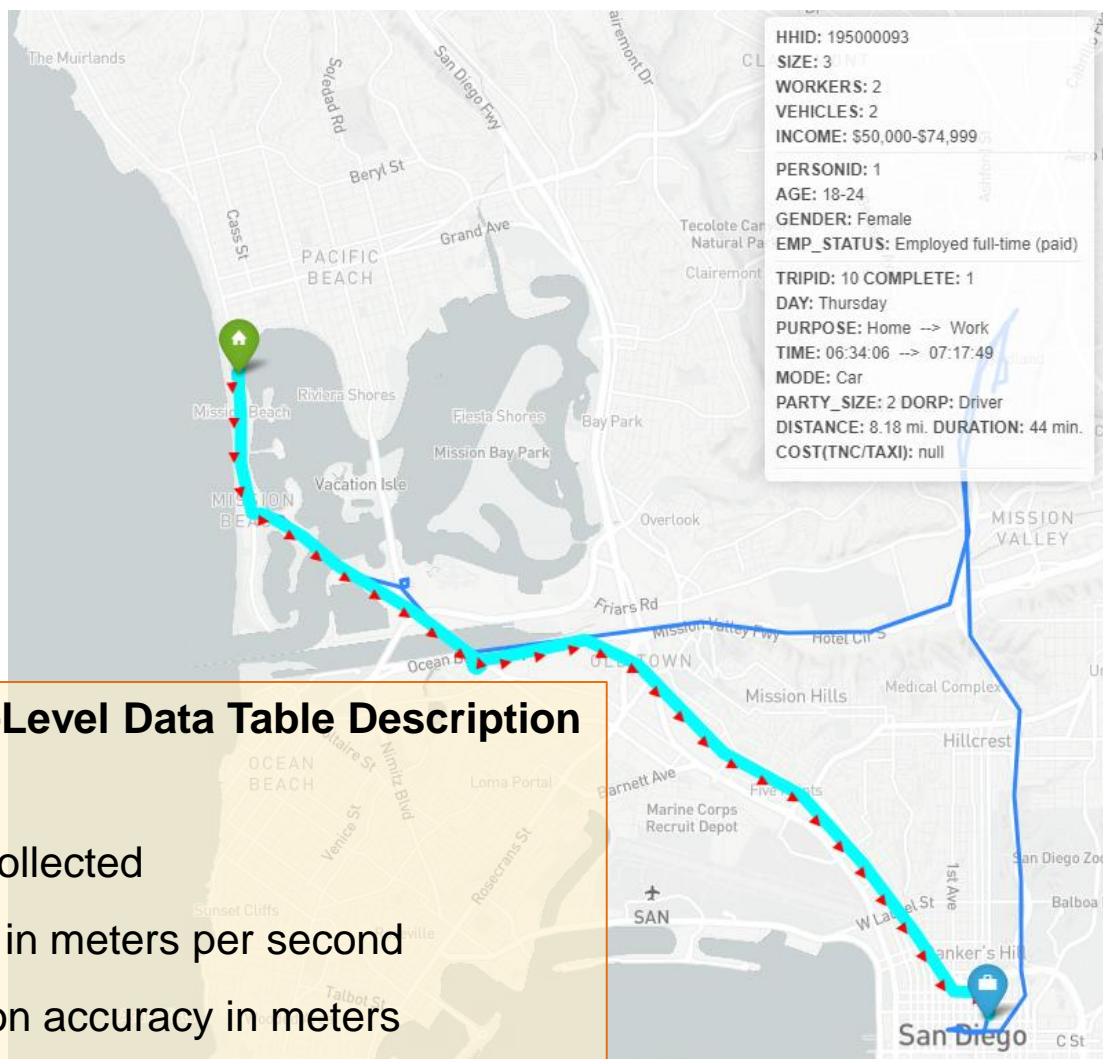 HHID: 195000093
SIZE: 3
WORKERS: 2
VEHICLES: 2
INCOME: $50,000-$74,999
PERSONID: 1
AGE: 18-24
GENDER: Female
EMP_STATUS: Employed full-time (paid)
TRIPID: 10 COMPLETE: 1
DAY: Thursday
PURPOSE: Home --> Work
TIME: 06:34:06 --> 07:17:49
MODE: Car
PARTY_SIZE: 2 DORP: Driver
DISTANCE: 8.18 mi. DURATION: 44 min.
COST(TNC/TAXI): null
The Muirlands
Soledad Rd
San Diego Fwy
Beryl St
Cass St
Grand Ave
PACIFIC
BEACH
Tecolote
Natural
Clairemont
Riviera Shores
Mission Beach
Fiesta Shores
Bay Park
Mission Bay Park
Vacation Isle
MISSION
Overlook
MISSION
VALLEY
Friars Rd
Mission Valley Fwy
Hotel Cir S
Ocean
OLD TOWN
Mission Hills
Medical Complex
Hillcrest
Level Data Table Description
OCEAN
BEACH
Nimitz Blvd
Loma Portal
Barnett Ave
Five Points
Marine Corps
Recruit Depot
Venice St
Rosecrans St
ollected
1st Ave
San Diego
Balboa
SAN
W Laurel St
Sunset Cliffs
in meters per second
anker's Hill
Talbot St
on accuracy in meters
San Diego
C St